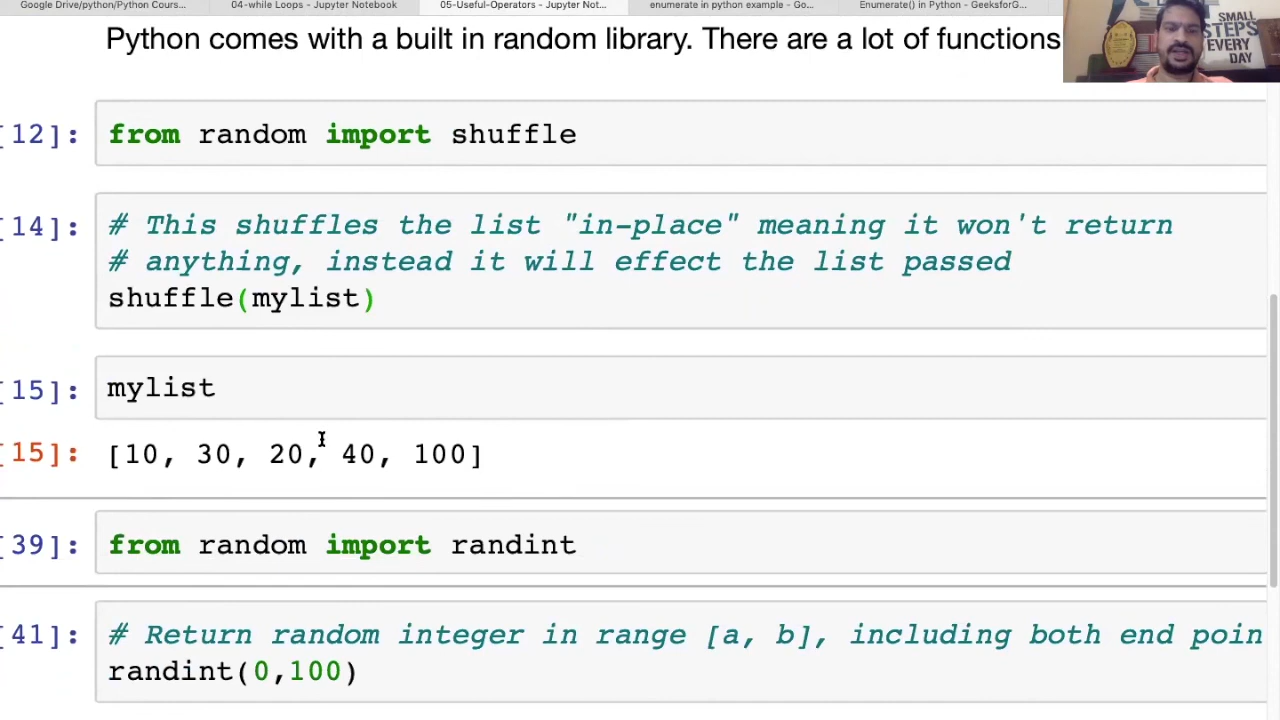 Google Drive/python/Python Cours...
04-while Loops - Jupyter Notebook
05-Useful-Operators - Jupyter Not...
enumerate in python example - Go...
Enumerate() in Python - GeeksforG...
SMALL
STEPS
EVERY
DAY
Python comes with a built in random library. There are a lot of functions
[12]: from random import shuffle
[14]: # This shuffles the list "in-place" meaning it won't return
# anything, instead it will effect the list passed
shuffle(mylist)
[15]: mylist
[15]: [10, 30, 20, 40, 100]
[39]: from random import randint
[41]: # Return random integer in range [a, b], including both end poin
randint(0,100)